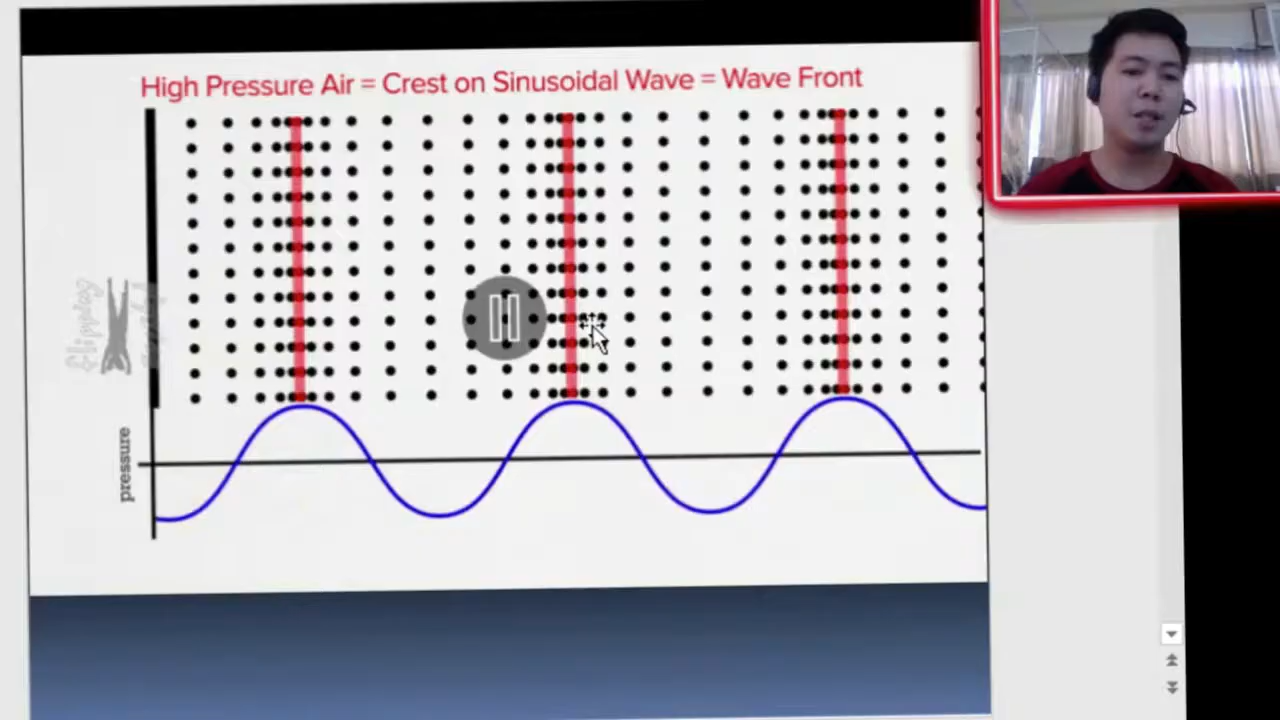 High Pressure Air = Crest on Sinusoidal Wave = Wave Front
pressure